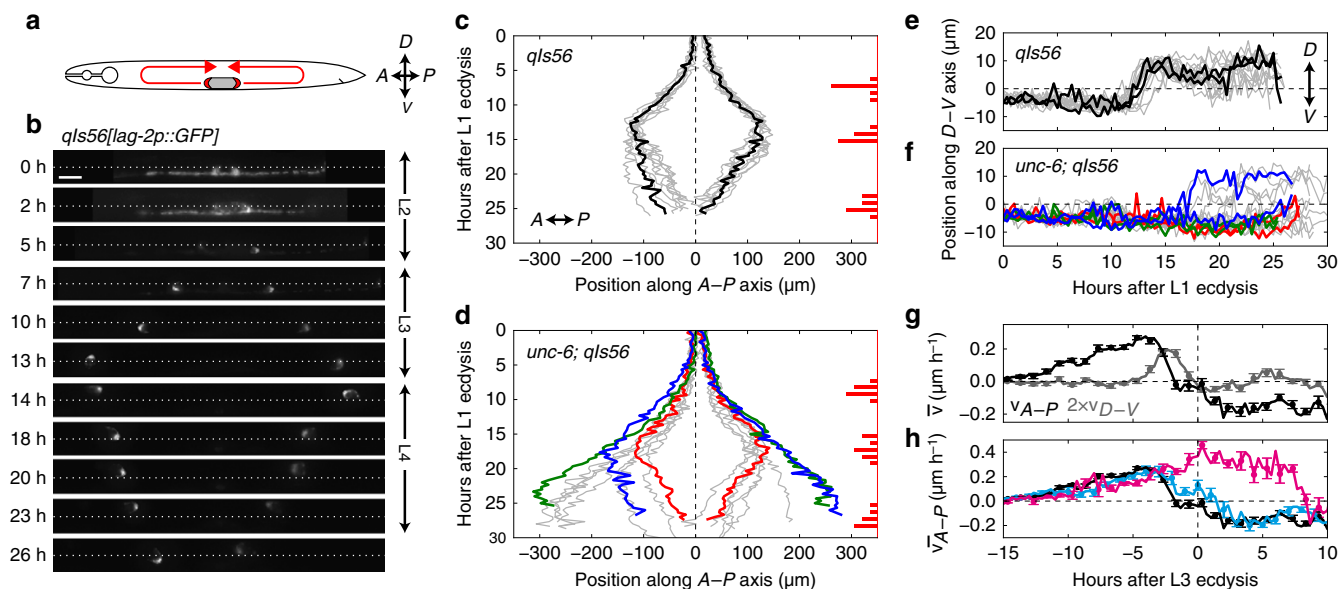 a
D
A P
V
b
qIs56[lag-2p::GFP]
0 h
2 h
5 h
7 h
10 h
13 h
14 h
17 h
20 h
23 h
26 h
L2
L3
L4
c
qIs56
0
5
10
15
20
25
30
Hours after L1 ecdysis
A P
−300 −200 −100 0 100 200 300
Position along A–P axis (µm)
d
unc-6; qIs56
0
5
10
15
20
25
30
Hours after L1 ecdysis
−300 −200 −100 0 100 200 300
Position along A–P axis (µm)
e
qIs56
20
10
0
−10
D
V
Position along D–V axis (µm)
f
unc-6; qIs56
20
10
0
−10
0 5 10 15 20 25 30
Hours after L1 ecdysis
g
0.2
0.0
−0.2
v̅ (µm h−1)
vA–P 2×vD–V
h
0.4
0.2
0.0
−0.2
v̅A–P (µm h−1)
−15 −10 −5 0 5 10
Hours after L3 ecdysis